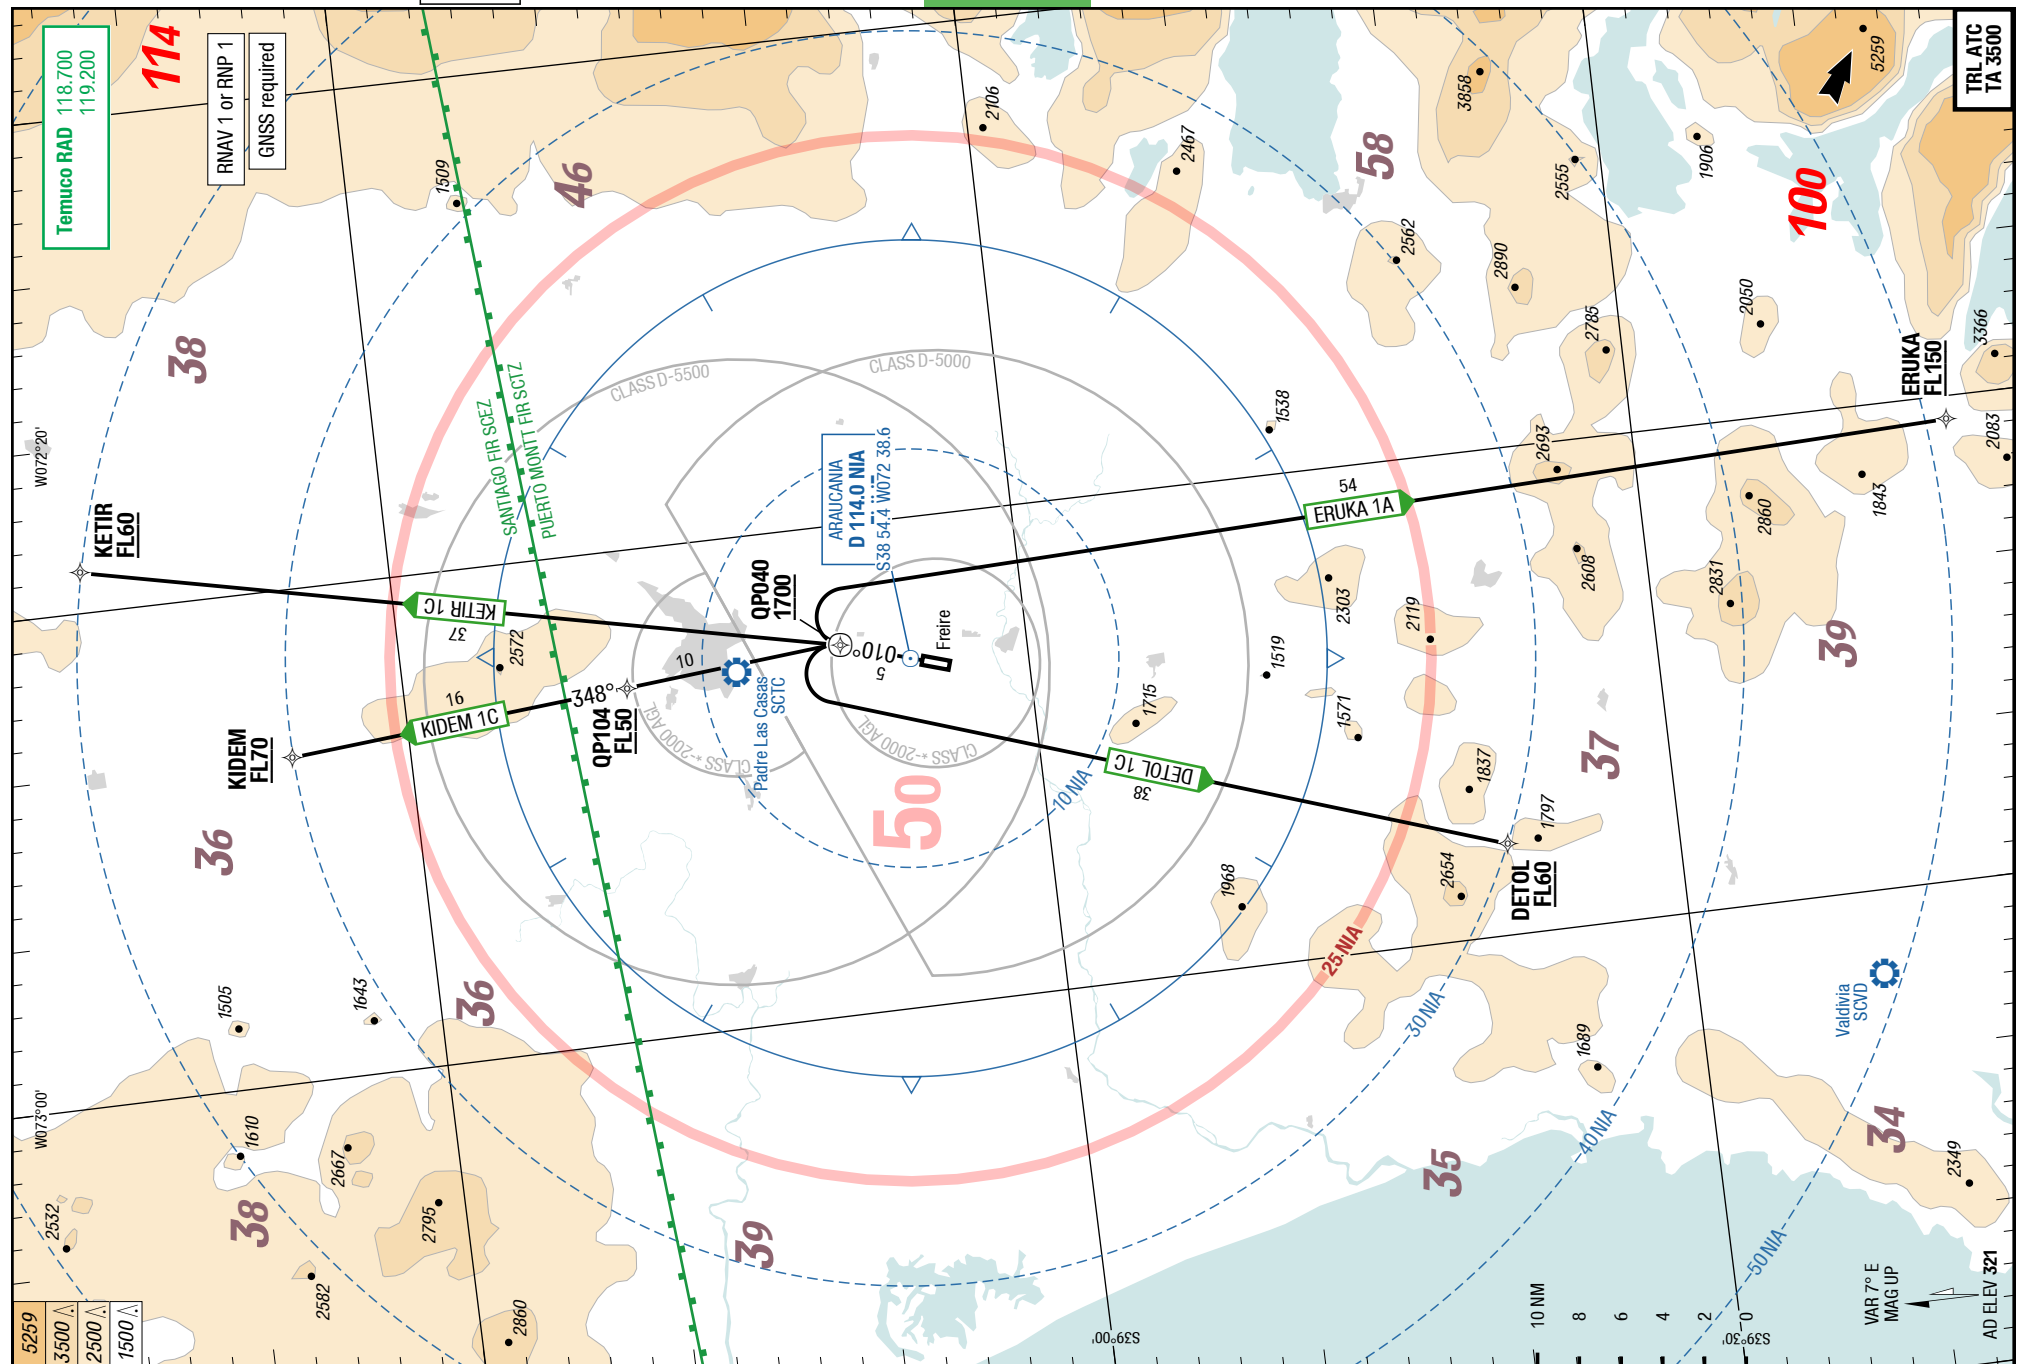 Temuco RAD 118.700
119.200
114
RNAV 1 or RNP 1
GNSS required
TRL ATC
TA 3500
5259
3858
2106
2467
58
46
1509
2555
1906
100
2562
2890
2050
2785
3366
38
W072°20'
SANTIAGO FIR SCEZ
PUERTO MONTT FIR SCTZ
CLASS D-5500
CLASS D-5000
ERUKA
FL150
1538
2693
2083
1843
2860
KETIR
FL60
ARAUCANIA
D 114.0 NIA
S38 54.4 W072 38.6
54
ERUKA 1A
KETIR 1C
37
QP040
1700
2303
2608
2831
2119
39
2572
10
010°
5
Freire
1519
16
KIDEM 1C
348°
QP104
FL50
Padre Las Casas
SCTC
CLASS *-2000 AGL
CLASS *-2000 AGL
1715
1571
KIDEM
FL70
DETOL 1C
38
10 NIA
1837
37
1797
50
36
2654
DETOL
FL60
1968
25 NIA
30 NIA
Valdivia
SCVD
1505
1643
36
1689
W073°00'
1610
2667
40 NIA
34
35
2349
2532
38
2795
39
50 NIA
2582
2860
5259
3500
2500
1500
S39°00'
S39°30'
10 NM
8
6
4
2
0
VAR 7° E
MAG UP
AD ELEV 321